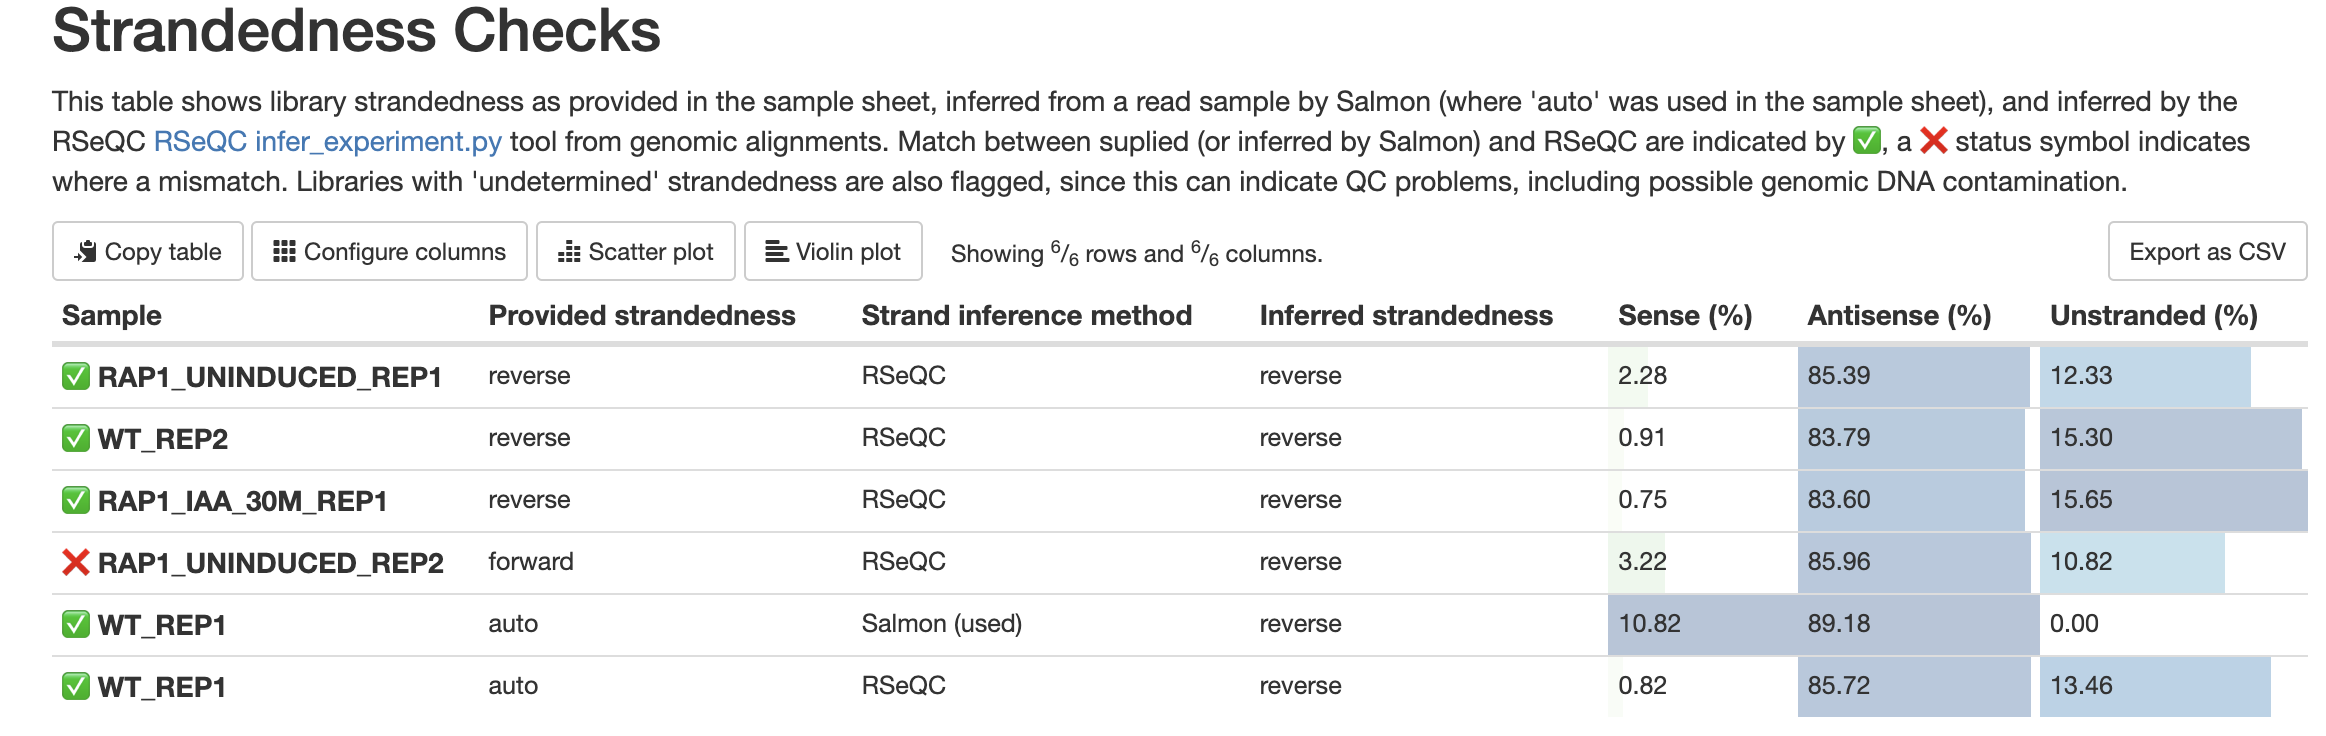 Strandedness Checks
This table shows library strandedness as provided in the sample sheet, inferred from a read sample by Salmon (where 'auto' was used in the sample sheet), and inferred by the
RSeQC RSeQC infer_experiment.py tool from genomic alignments. Match between suplied (or inferred by Salmon) and RSeQC are indicated by ✅, a ❌ status symbol indicates
where a mismatch. Libraries with 'undetermined' strandedness are also flagged, since this can indicate QC problems, including possible genomic DNA contamination.
Copy table Configure columns Scatter plot Violin plot Showing 6/6 rows and 6/6 columns. Export as CSV
Sample Provided strandedness Strand inference method Inferred strandedness Sense (%) Antisense (%) Unstranded (%)
✅ RAP1_UNINDUCED_REP1 reverse RSeQC reverse 2.28 85.39 12.33
✅ WT_REP2 reverse RSeQC reverse 0.91 83.79 15.30
✅ RAP1_IAA_30M_REP1 reverse RSeQC reverse 0.75 83.60 15.65
❌ RAP1_UNINDUCED_REP2 forward RSeQC reverse 3.22 85.96 10.82
✅ WT_REP1 auto Salmon (used) reverse 10.82 89.18 0.00
✅ WT_REP1 auto RSeQC reverse 0.82 85.72 13.46